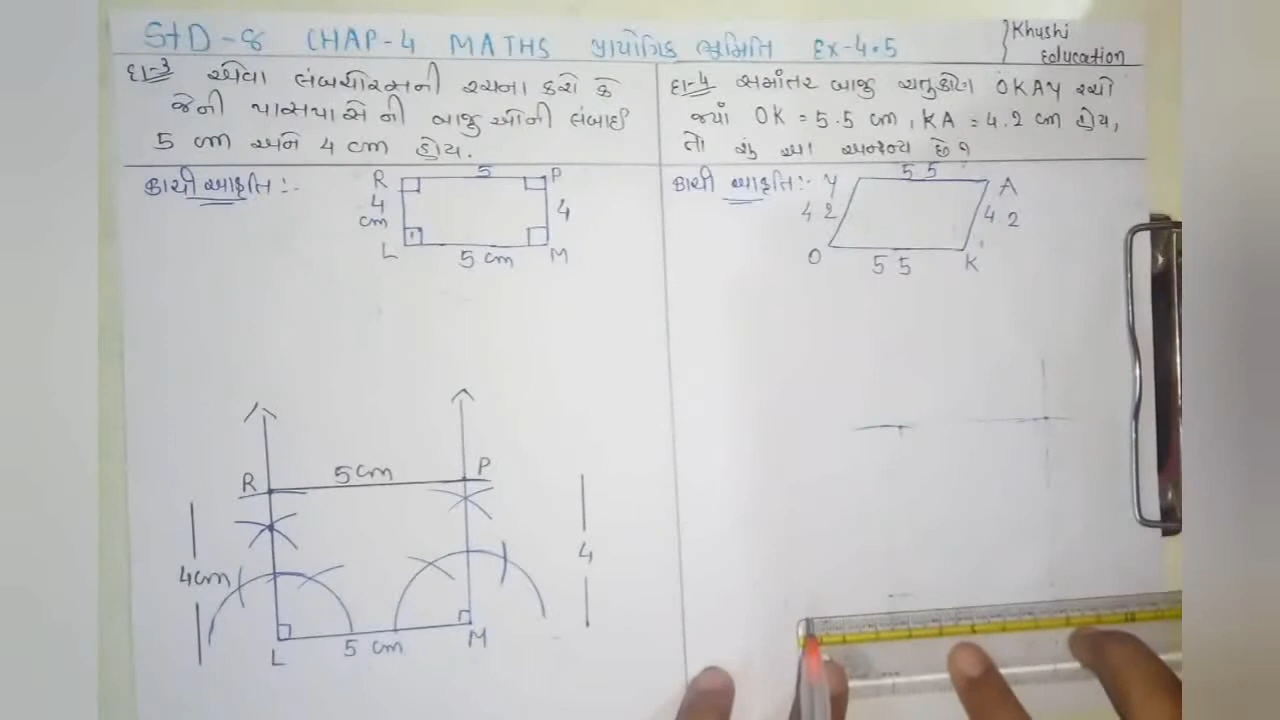 STD-8 CHAP-4 MATHS પ્રાયોગિક ભૂમિતિ Ex-4.5
Khushi
Education
દા-3 એવા લંબચોરસની રચના કરો કે
જેની પાસપાસે ની બાજુ ઓની લંબાઈ
5 cm અને 4 cm હોય.
કાચી આકૃતિ :-
R 5 P
4
cm
4
L 5 cm M
R 5cm P
4cm
4
L 5 cm M
દા-4 સમાંતર બાજુ ચતુષ્કોણ OKAY રચો
જ્યાં OK = 5.5 cm, KA = 4.2 cm હોય,
તો શું આ અનન્ય છે ?
કાચી આકૃતિ :-
Y 5 5 A
4 2
4 2
O 5 5 K